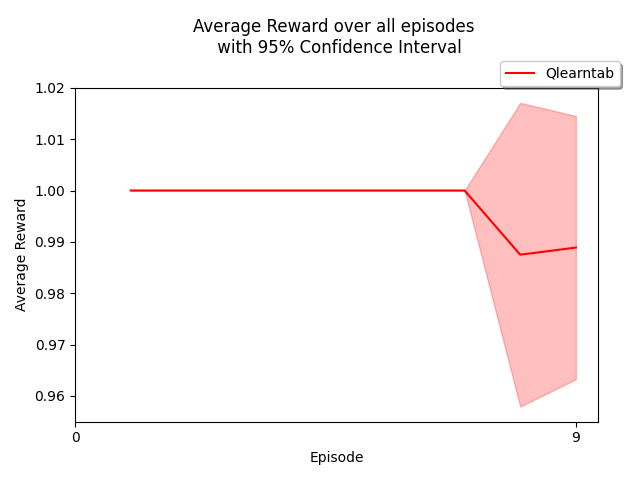 Average Reward over all episodes
with 95% Confidence Interval
Qlearntab
1.02
1.01
1.00
0.99
0.98
0.97
0.96
Average Reward
0
9
Episode